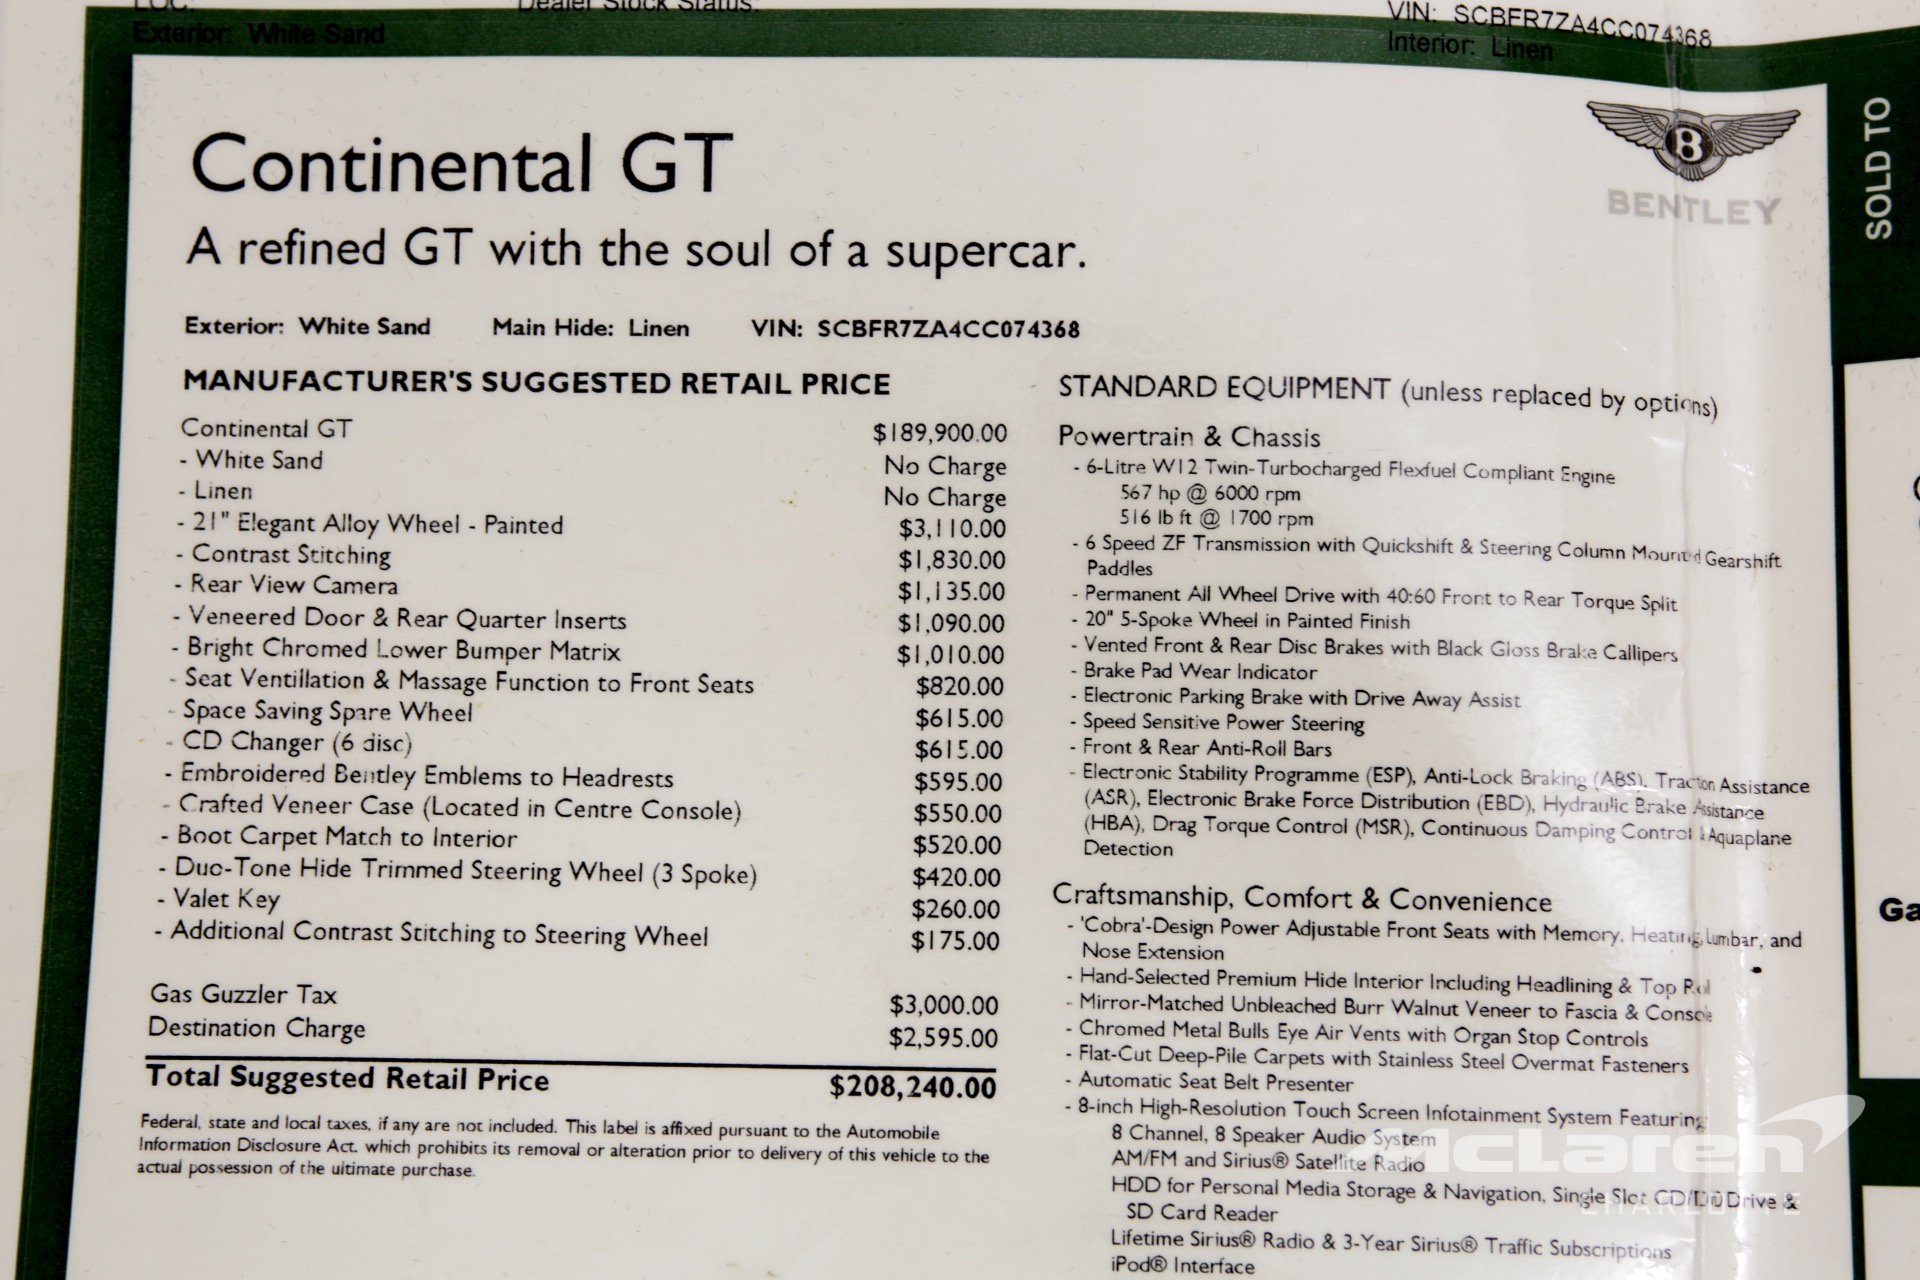 LOC:
Dealer Stock Status:
VIN: SCBFR7ZA4CC074368
Exterior: White Sand
Interior: Linen
BENTLEY
SOLD TO
Continental GT
A refined GT with the soul of a supercar.
Exterior: White Sand Main Hide: Linen VIN: SCBFR7ZA4CC074368
MANUFACTURER'S SUGGESTED RETAIL PRICE
Continental GT $189,900.00
- White Sand No Charge
- Linen No Charge
- 21" Elegant Alloy Wheel - Painted $3,110.00
- Contrast Stitching $1,830.00
- Rear View Camera $1,135.00
- Veneered Door & Rear Quarter Inserts $1,090.00
- Bright Chromed Lower Bumper Matrix $1,010.00
- Seat Ventillation & Massage Function to Front Seats $820.00
- Space Saving Spare Wheel $615.00
- CD Changer (6 disc) $615.00
- Embroidered Bentley Emblems to Headrests $595.00
- Crafted Veneer Case (Located in Centre Console) $550.00
- Boot Carpet Match to Interior $520.00
- Duo-Tone Hide Trimmed Steering Wheel (3 Spoke) $420.00
- Valet Key $260.00
- Additional Contrast Stitching to Steering Wheel $175.00
Gas Guzzler Tax $3,000.00
Destination Charge $2,595.00
Total Suggested Retail Price $208,240.00
Federal, state and local taxes, if any are not included. This label is affixed pursuant to the Automobile
Information Disclosure Act. which prohibits its removal or alteration prior to delivery of this vehicle to the
actual possession of the ultimate purchase.
STANDARD EQUIPMENT (unless replaced by options)
Powertrain & Chassis
- 6-Litre W12 Twin-Turbocharged Flexfuel Compliant Engine
567 hp @ 6000 rpm
516 lb ft @ 1700 rpm
- 6 Speed ZF Transmission with Quickshift & Steering Column Mounted Gearshift
Paddles
- Permanent All Wheel Drive with 40:60 Front to Rear Torque Split
- 20" 5-Spoke Wheel in Painted Finish
- Vented Front & Rear Disc Brakes with Black Gloss Brake Callipers
- Brake Pad Wear Indicator
- Electronic Parking Brake with Drive Away Assist
- Speed Sensitive Power Steering
- Front & Rear Anti-Roll Bars
- Electronic Stability Programme (ESP), Anti-Lock Braking (ABS), Traction Assistance
(ASR), Electronic Brake Force Distribution (EBD), Hydraulic Brake Assistance
(HBA), Drag Torque Control (MSR), Continuous Damping Control & Aquaplane
Detection
Craftsmanship, Comfort & Convenience
- 'Cobra'-Design Power Adjustable Front Seats with Memory, Heating, Lumbar, and
Nose Extension
- Hand-Selected Premium Hide Interior Including Headlining & Top Roll
- Mirror-Matched Unbleached Burr Walnut Veneer to Fascia & Console
- Chromed Metal Bulls Eye Air Vents with Organ Stop Controls
- Flat-Cut Deep-Pile Carpets with Stainless Steel Overmat Fasteners
- Automatic Seat Belt Presenter
- 8-inch High-Resolution Touch Screen Infotainment System Featuring
8 Channel, 8 Speaker Audio System
AM/FM and Sirius® Satellite Radio
HDD for Personal Media Storage & Navigation, Single Slot CD/DVD Drive &
SD Card Reader
Lifetime Sirius® Radio & 3-Year Sirius® Traffic Subscriptions
iPod® Interface
Ga
McLaren
CHARLOTTE